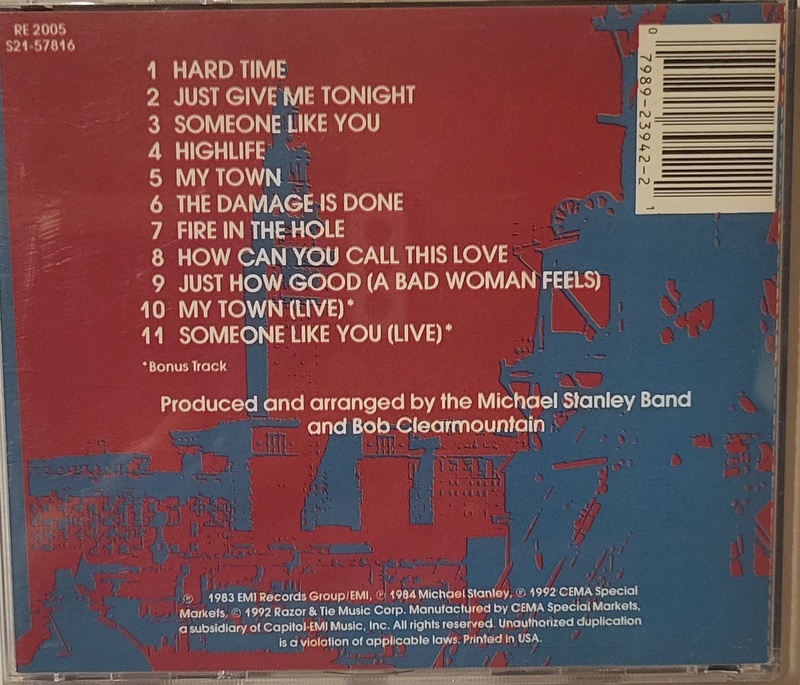 RE 2005
S21-57816
1 HARD TIME
2 JUST GIVE ME TONIGHT
3 SOMEONE LIKE YOU
4 HIGHLIFE
5 MY TOWN
6 THE DAMAGE IS DONE
7 FIRE IN THE HOLE
8 HOW CAN YOU CALL THIS LOVE
9 JUST HOW GOOD (A BAD WOMAN FEELS)
10 MY TOWN (LIVE)*
11 SOMEONE LIKE YOU (LIVE)*
*Bonus Track
Produced and arranged by the Michael Stanley Band
and Bob Clearmountain
℗ 1983 EMI Records Group/EMI, ℗ 1984 Michael Stanley, ℗ 1992 CEMA Special
Markets, © 1992 Razor & Tie Music Corp. Manufactured by CEMA Special Markets,
a subsidiary of Capitol-EMI Music, Inc. All rights reserved. Unauthorized duplication
is a violation of applicable laws. Printed in USA.
0 7989-23942-2 1